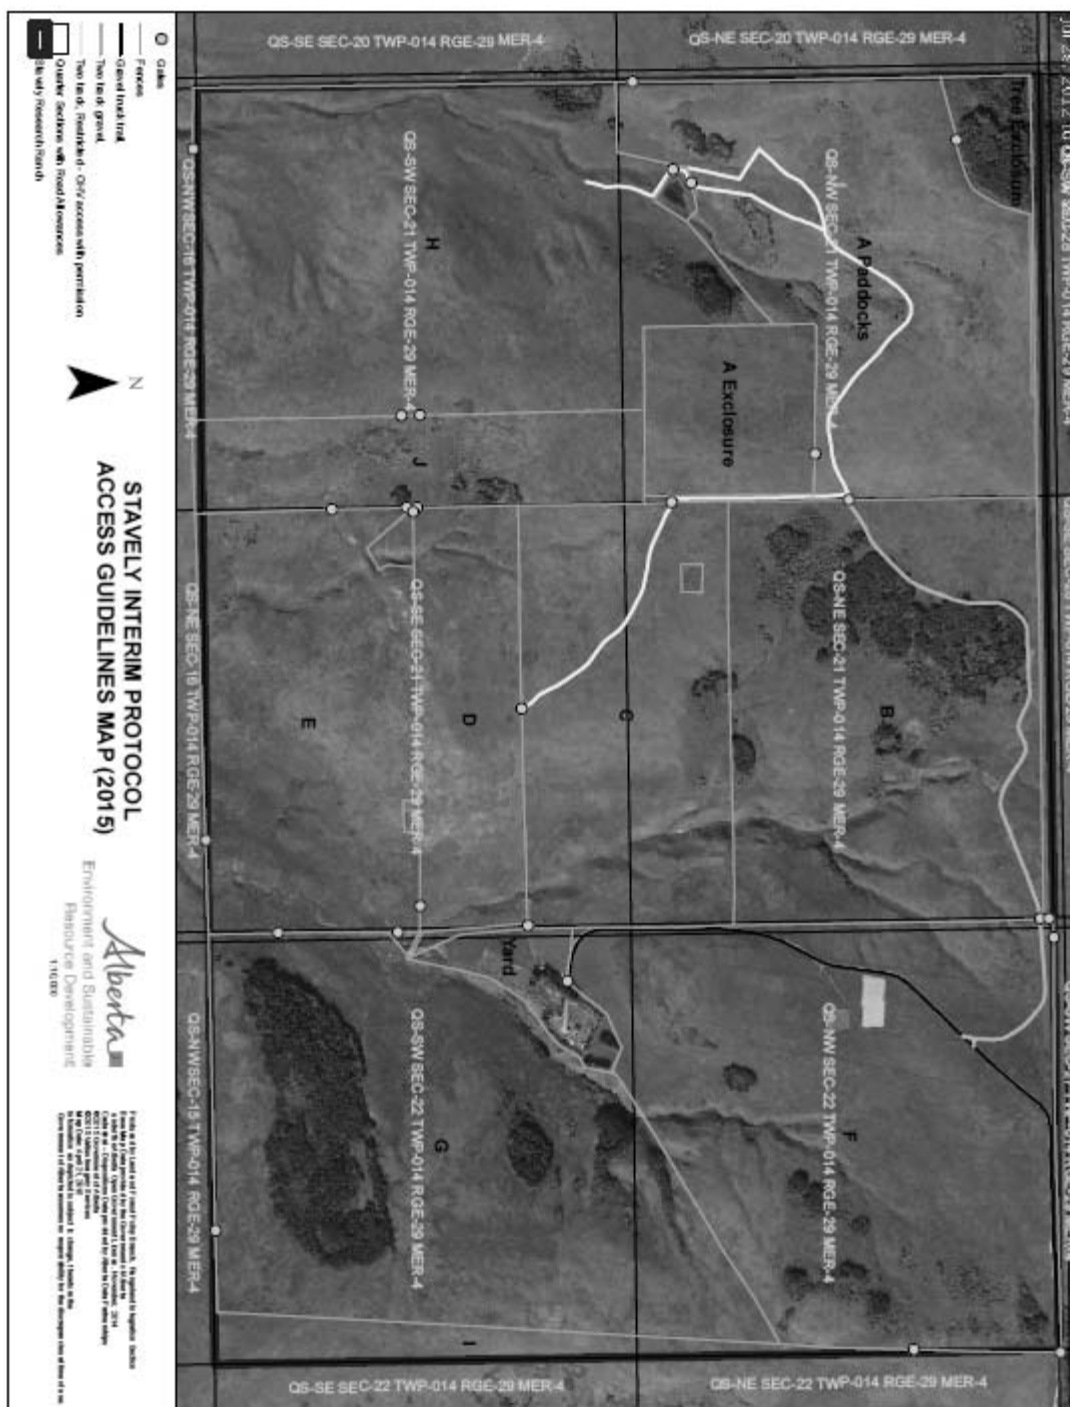 QS-SE SEC-20 TWP-014 RGE-29 MER-4
QS-NE SEC-20 TWP-014 RGE-29 MER-4
Tree Exclosure
A Paddocks
QS-NW SEC-21 TWP-014 RGE-29 MER-4
A Exclosure
H
QS-SW SEC-21 TWP-014 RGE-29 MER-4
QS-NW SEC-16 TWP-014 RGE-29 MER-4
J
B
QS-NE SEC-21 TWP-014 RGE-29 MER-4
C
D
QS-SE SEC-21 TWP-014 RGE-29 MER-4
E
QS-NE SEC-16 TWP-014 RGE-29 MER-4
F
QS-NW SEC-22 TWP-014 RGE-29 MER-4
Yard
G
QS-SW SEC-22 TWP-014 RGE-29 MER-4
QS-NW SEC-15 TWP-014 RGE-29 MER-4
I
QS-SE SEC-22 TWP-014 RGE-29 MER-4
QS-NE SEC-22 TWP-014 RGE-29 MER-4
Gates
Fences
Gravel truck trail
Two track, gravel
Two track, Restricted - OHV access with permission
Quarter Sections with Road Allowances
Stavely Research Ranch
N
STAVELY INTERIM PROTOCOL
ACCESS GUIDELINES MAP (2015)
Alberta
Environment and Sustainable
Resource Development
1:16,000